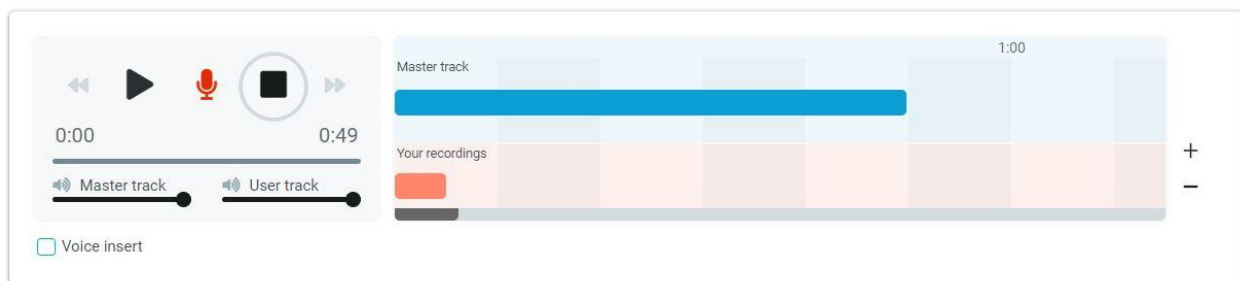 0:00
0:49
Master track
User track
Voice insert
1:00
Master track
Your recordings
+
−